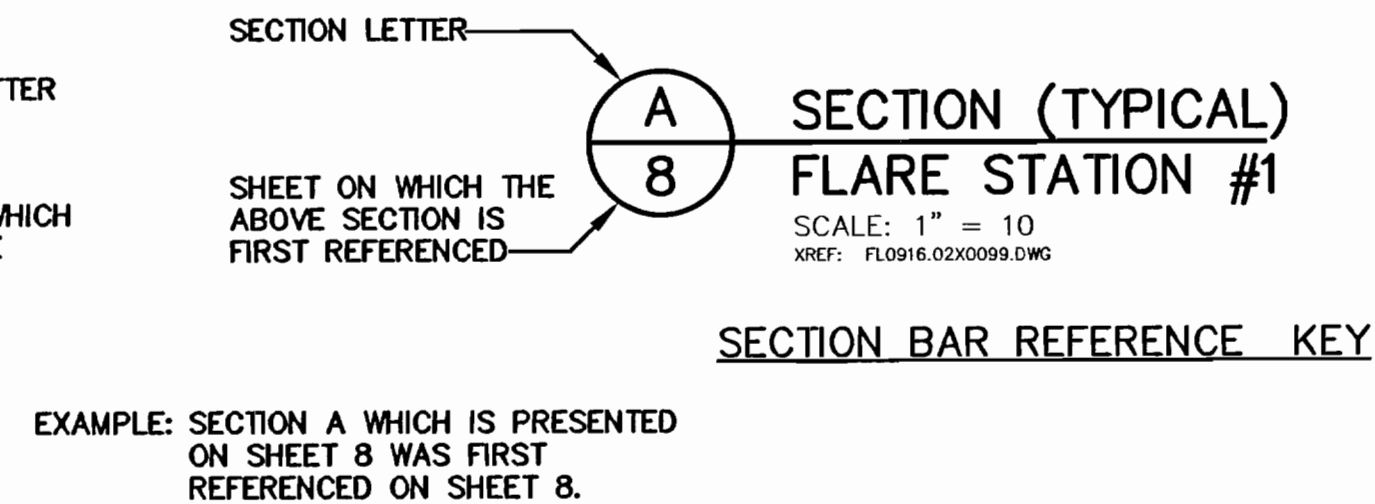 SECTION LETTER
TTER
A
SECTION (TYPICAL)
8
FLARE STATION #1
SHEET ON WHICH THE
ABOVE SECTION IS
FIRST REFERENCED
WHICH
SCALE: 1" = 10
XREF: FL0916.02X0099.DWG
SECTION BAR REFERENCE KEY
EXAMPLE: SECTION A WHICH IS PRESENTED
ON SHEET 8 WAS FIRST
REFERENCED ON SHEET 8.